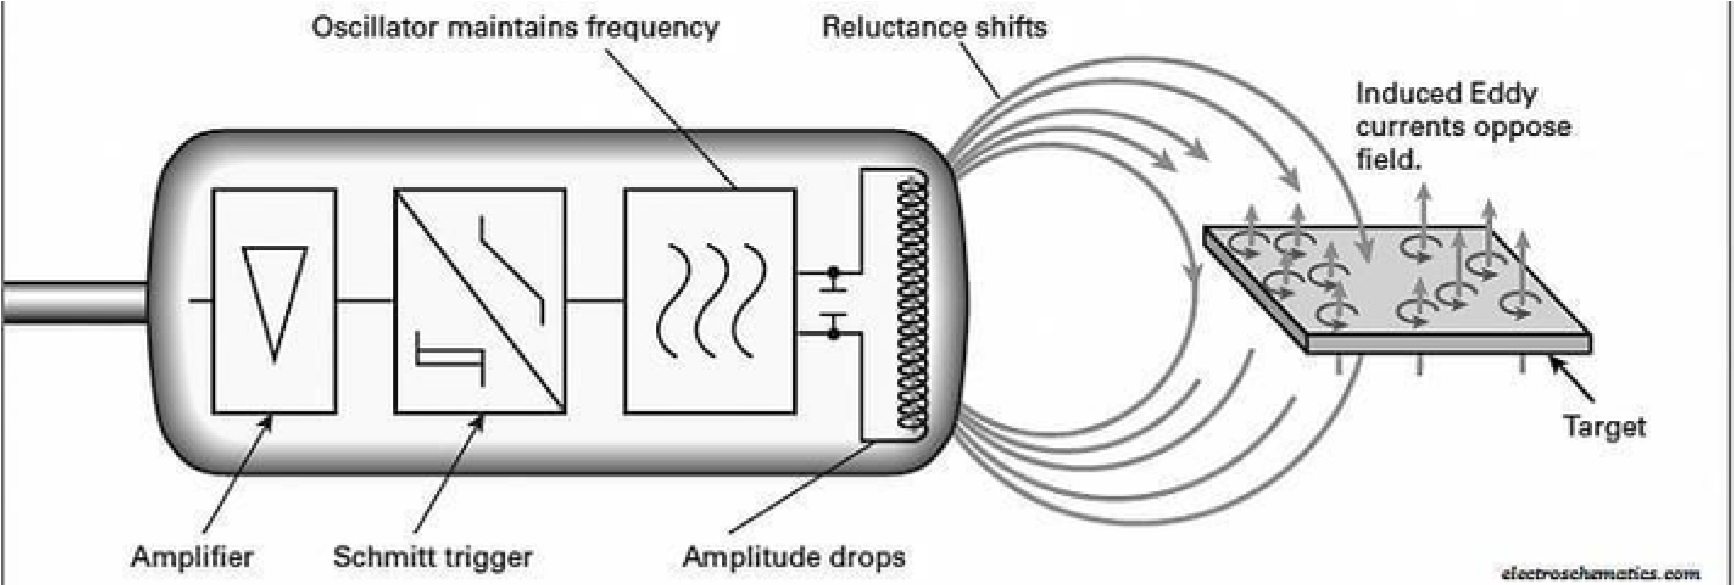 Oscillator maintains frequency
Reluctance shifts
Induced Eddy
currents oppose
field.
Target
Amplifier
Schmitt trigger
Amplitude drops
electroschematics.com